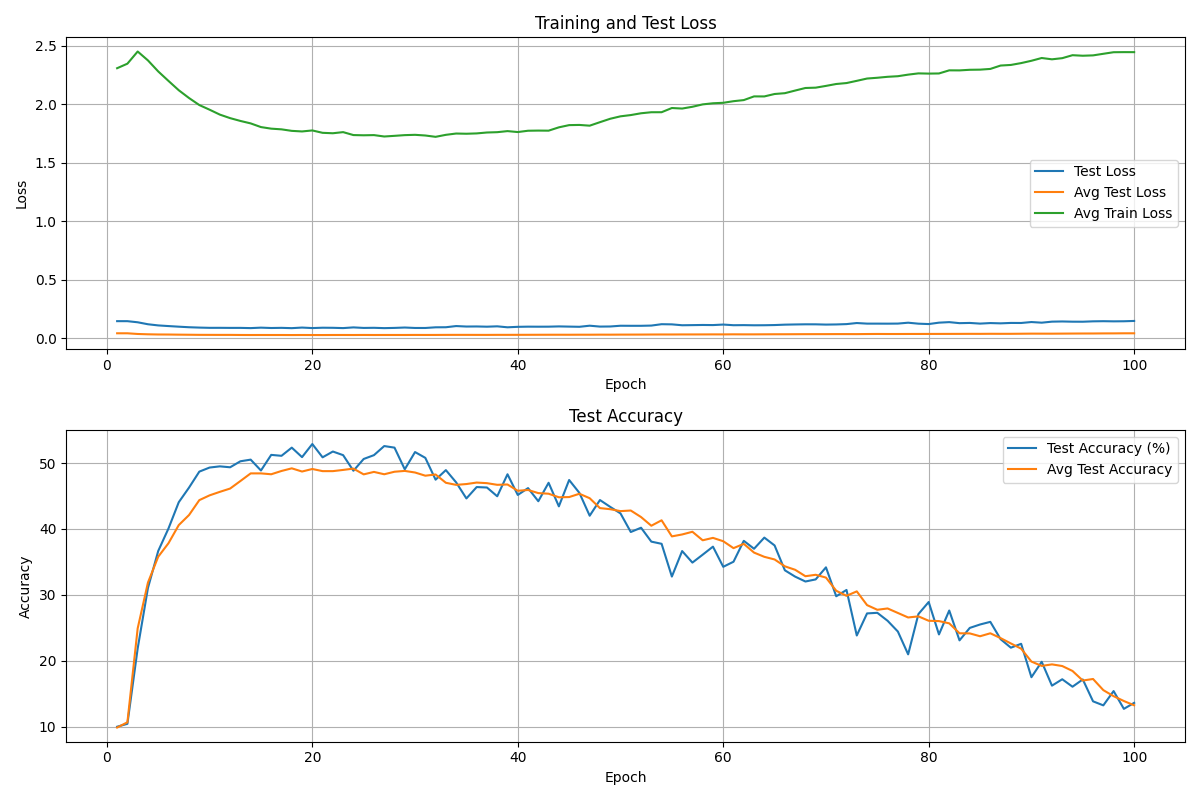 Training and Test Loss
2.5
2.0
1.5
1.0
0.5
0.0
Loss
Test Loss
Avg Test Loss
Avg Train Loss
0 20 40 60 80 100
Epoch
Test Accuracy
50
40
30
20
10
Accuracy
Test Accuracy (%)
Avg Test Accuracy
0 20 40 60 80 100
Epoch